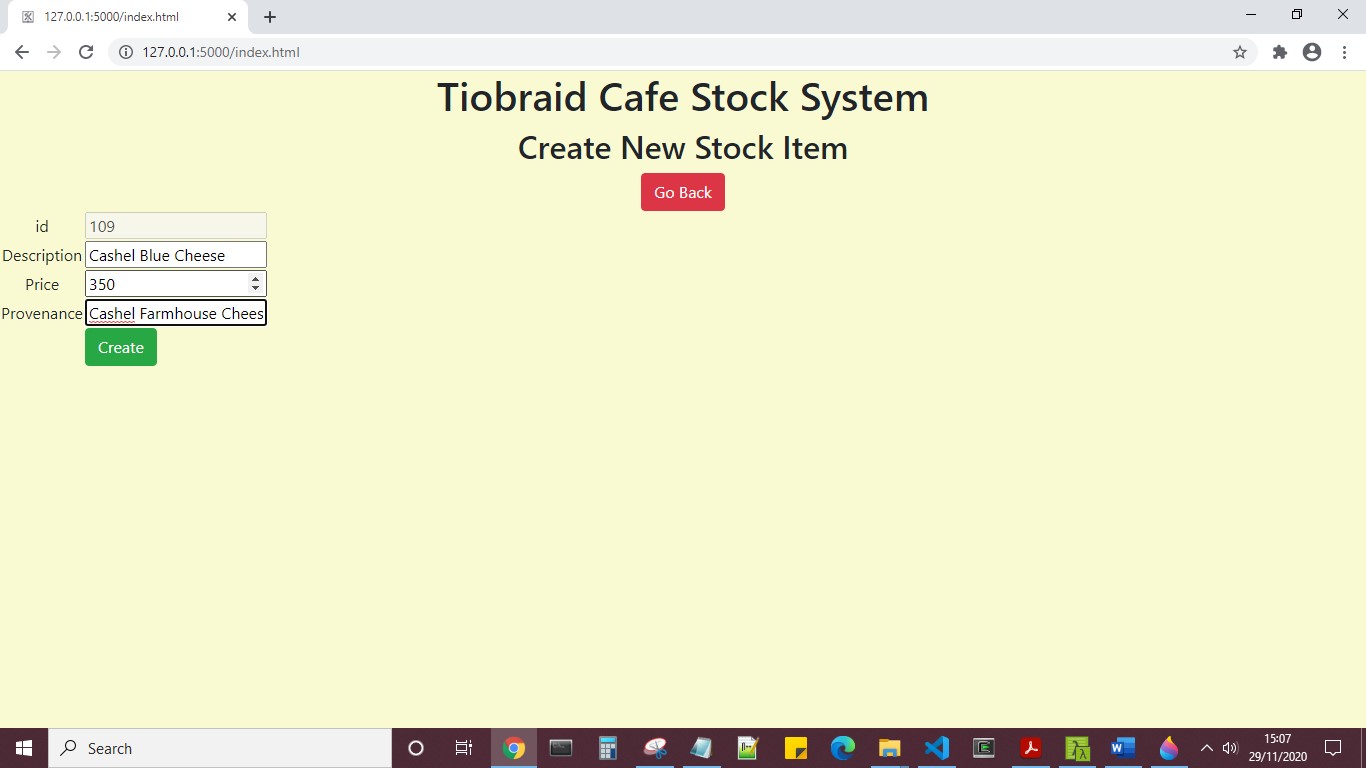 127.0.0.1:5000/index.html
127.0.0.1:5000/index.html
Tiobraid Cafe Stock System
Create New Stock Item
Go Back
id 109
Description Cashel Blue Cheese
Price 350
Provenance Cashel Farmhouse Chees
Create
Search
15:07
29/11/2020